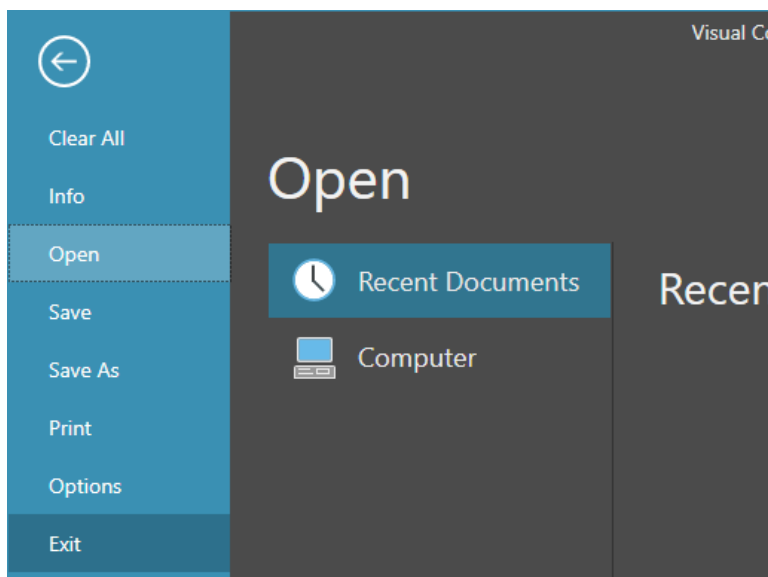 Visual C
Clear All
Info
Open
Save
Save As
Print
Options
Exit
Open
Recent Documents
Computer
Recen